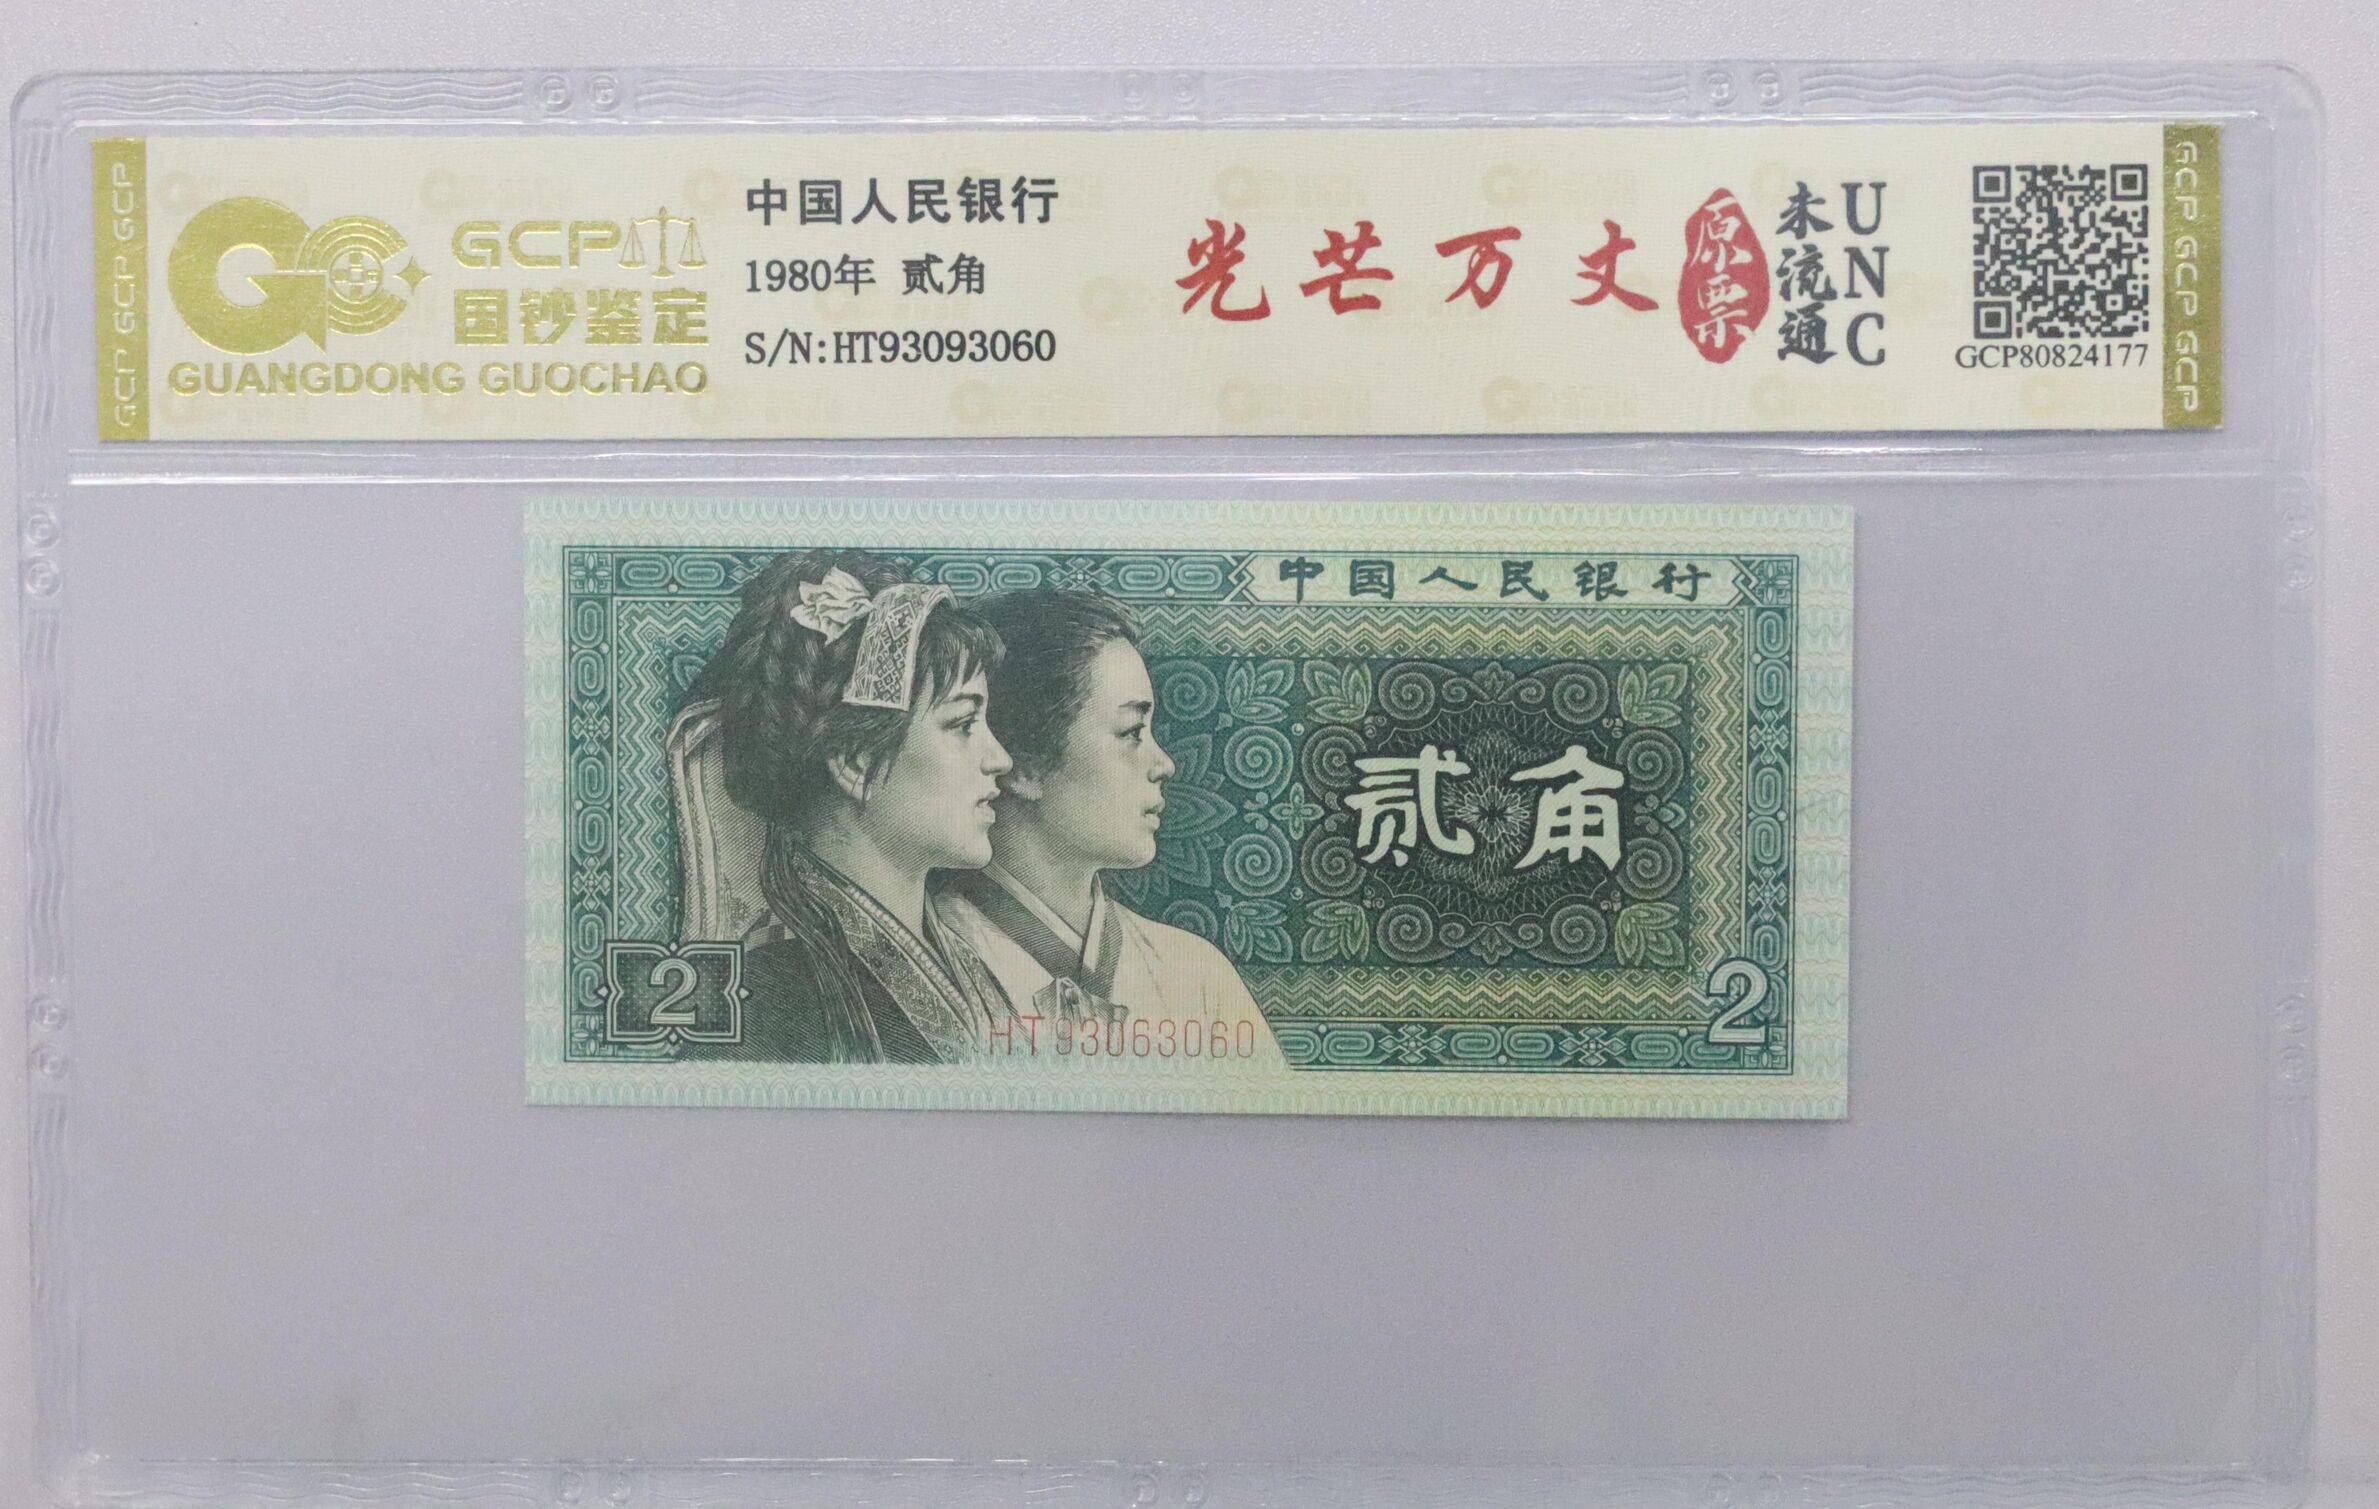 GCP GCP GCP
GCP
国钞鉴定
GUANGDONG GUOCHAO
中国人民银行
1980年 贰角
S/N:HT93093060
光芒万丈
原票
未流通
UNC
GCP80824177
GCP GCP GCP
中国人民银行
贰角
2
2
HT93063060